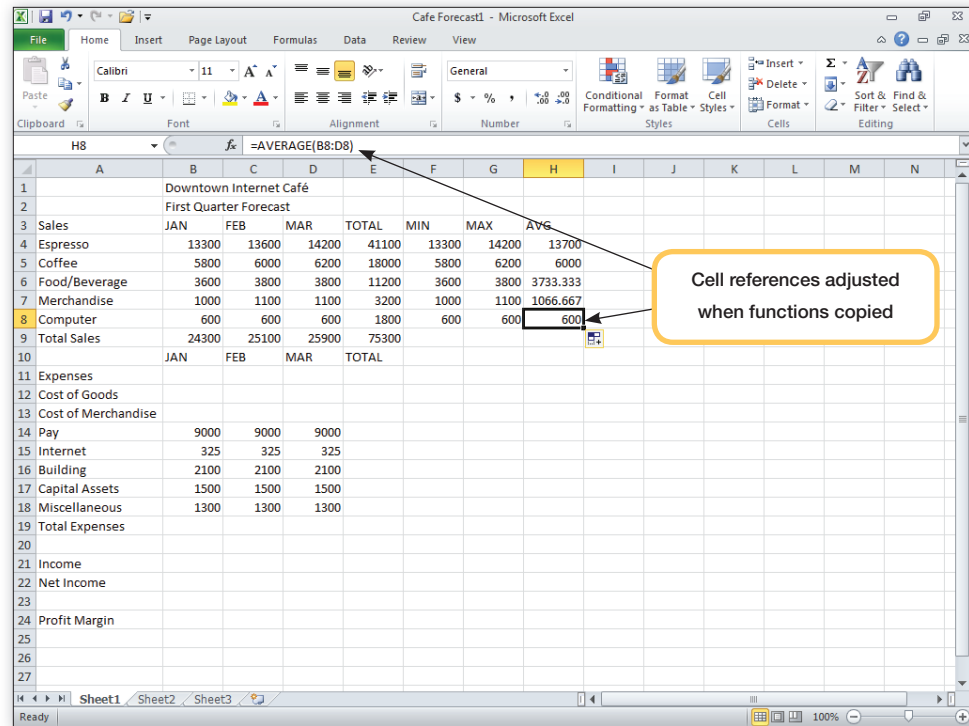 Cafe Forecast1 - Microsoft Excel
File Home Insert Page Layout Formulas Data Review View
Paste
Calibri 11 A A
B I U A
General
$ % , .00 .00
Conditional Formatting
Format as Table
Cell Styles
Insert
Delete
Format
Σ
Sort & Filter
Find & Select
Clipboard Font Alignment Number Styles Cells Editing
H8 fx =AVERAGE(B8:D8)
A B C D E F G H I J K L M N
1 Downtown Internet Café
2 First Quarter Forecast
3 Sales JAN FEB MAR TOTAL MIN MAX AVG
4 Espresso 13300 13600 14200 41100 13300 14200 13700
5 Coffee 5800 6000 6200 18000 5800 6200 6000
6 Food/Beverage 3600 3800 3800 11200 3600 3800 3733.333
7 Merchandise 1000 1100 1100 3200 1000 1100 1066.667
8 Computer 600 600 600 1800 600 600 600
9 Total Sales 24300 25100 25900 75300
10 JAN FEB MAR TOTAL
11 Expenses
12 Cost of Goods
13 Cost of Merchandise
14 Pay 9000 9000 9000
15 Internet 325 325 325
16 Building 2100 2100 2100
17 Capital Assets 1500 1500 1500
18 Miscellaneous 1300 1300 1300
19 Total Expenses
20
21 Income
22 Net Income
23
24 Profit Margin
25
26
27
Cell references adjusted
when functions copied
Sheet1 Sheet2 Sheet3
Ready 100%